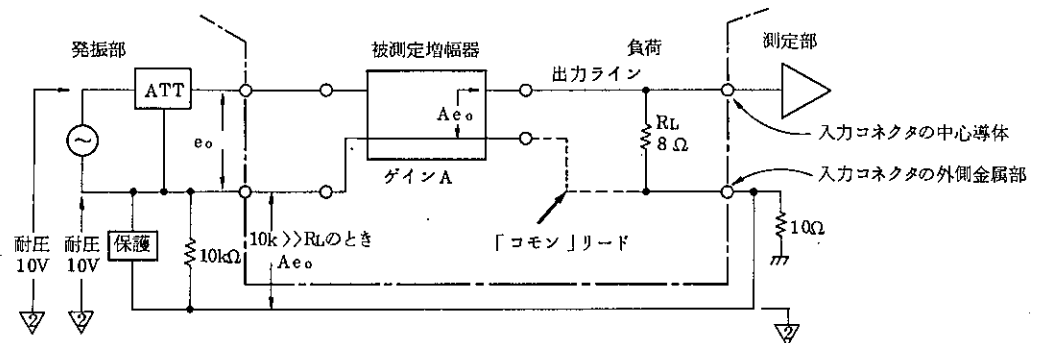 発振部
被測定増幅器
負荷
測定部
ATT
出力ライン
Aeo
eo
RL
8Ω
入力コネクタの中心導体
ゲインA
入力コネクタの外側金属部
耐圧
10V
耐圧
10V
保護
10kΩ
10k>>RLのとき
Aeo
「コモン」リード
10Ω
2
2
2